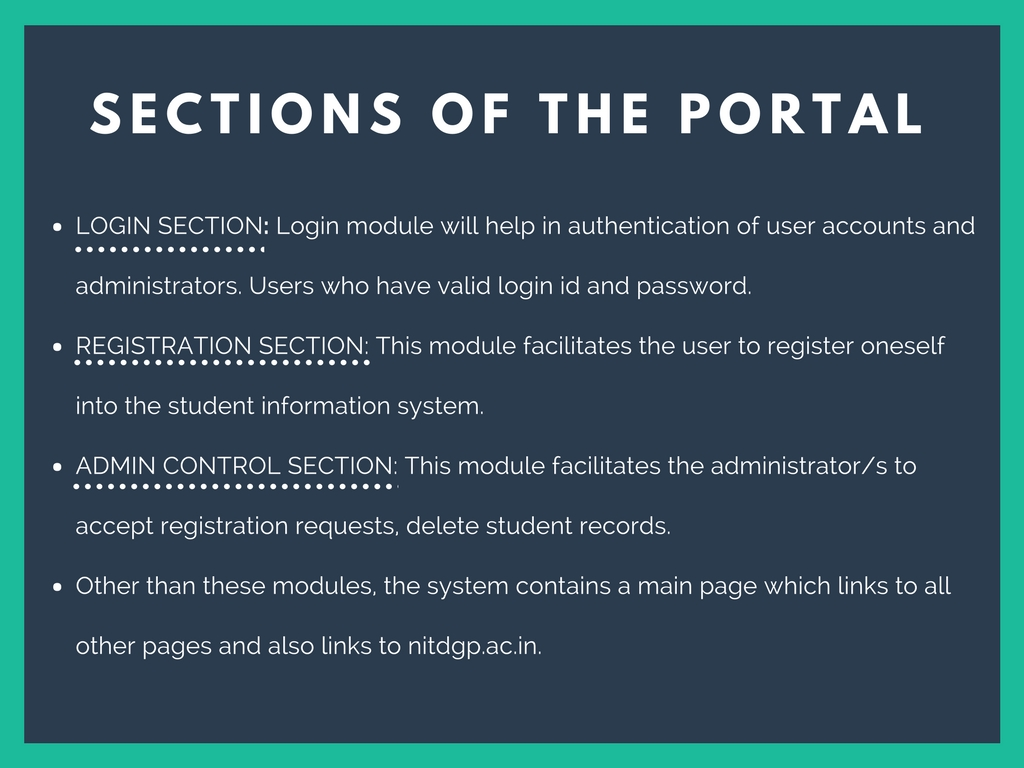 SECTIONS OF THE PORTAL
• LOGIN SECTION: Login module will help in authentication of user accounts and
administrators. Users who have valid login id and password.
• REGISTRATION SECTION: This module facilitates the user to register oneself
into the student information system.
• ADMIN CONTROL SECTION: This module facilitates the administrator/s to
accept registration requests, delete student records.
• Other than these modules, the system contains a main page which links to all
other pages and also links to nitdgp.ac.in.